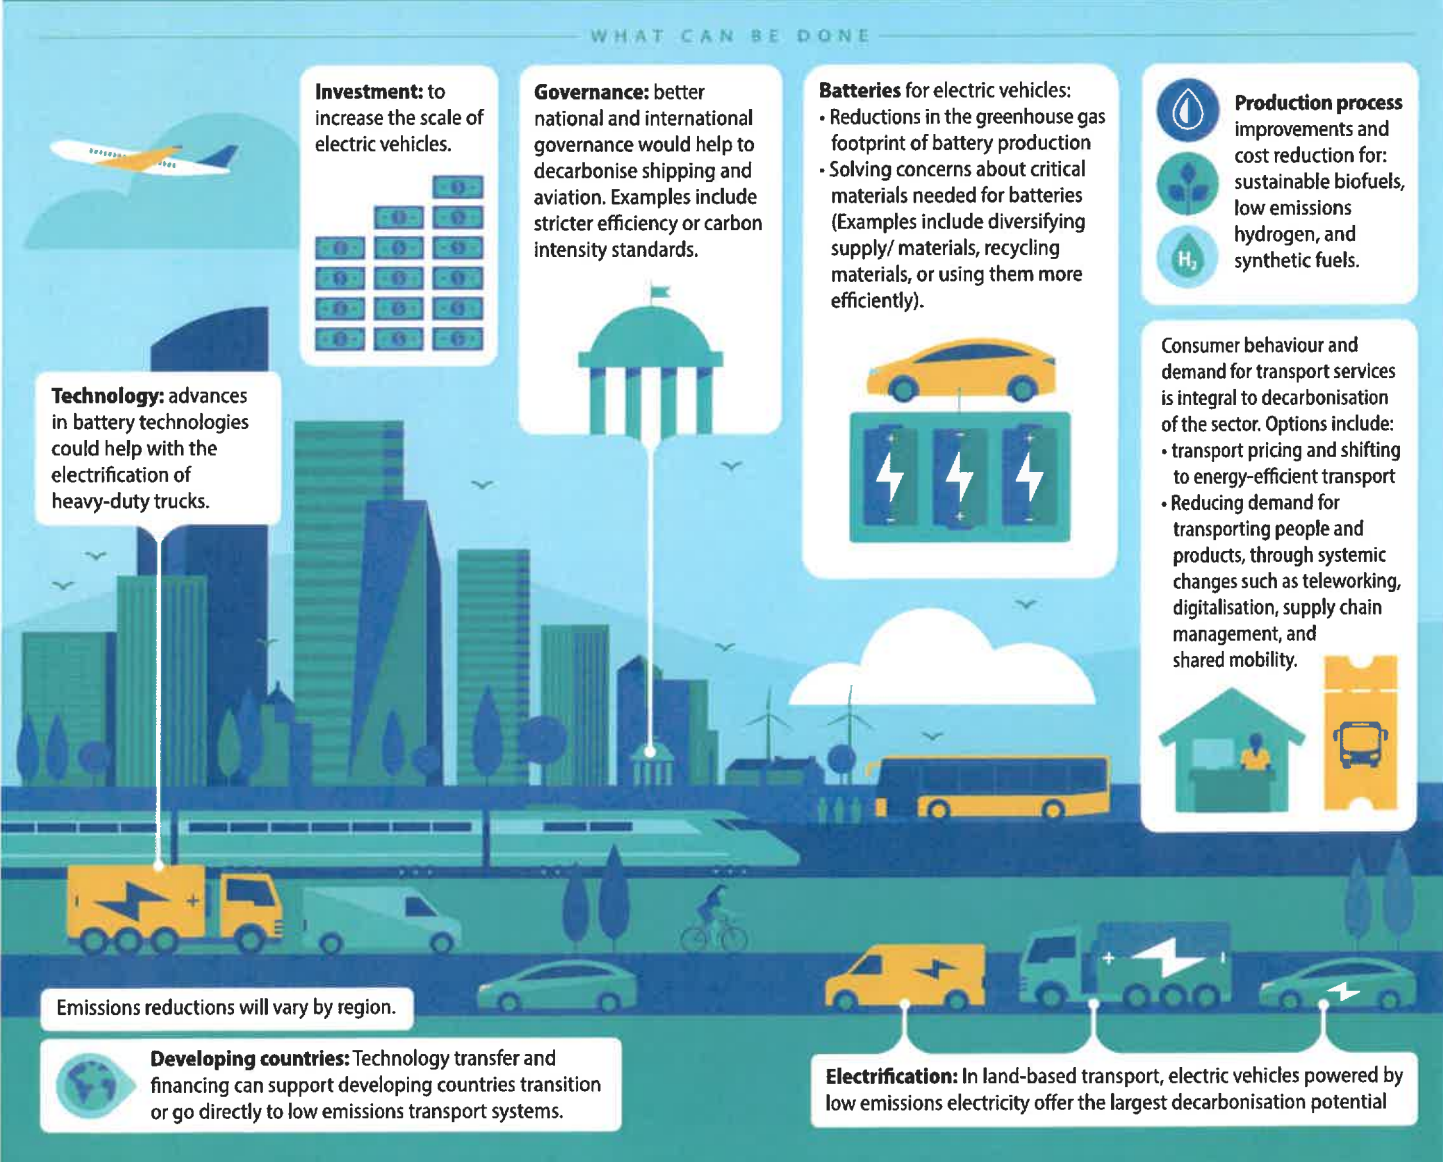 WHAT CAN BE DONE
Investment: to
increase the scale of
electric vehicles.
Governance: better
national and international
governance would help to
decarbonise shipping and
aviation. Examples include
stricter efficiency or carbon
intensity standards.
Batteries for electric vehicles:
• Reductions in the greenhouse gas
footprint of battery production
• Solving concerns about critical
materials needed for batteries
(Examples include diversifying
supply/ materials, recycling
materials, or using them more
efficiently).
Production process
improvements and
cost reduction for:
sustainable biofuels,
low emissions
hydrogen, and
synthetic fuels.
H₂
Technology: advances
in battery technologies
could help with the
electrification of
heavy-duty trucks.
Consumer behaviour and
demand for transport services
is integral to decarbonisation
of the sector. Options include:
• transport pricing and shifting
to energy-efficient transport
• Reducing demand for
transporting people and
products, through systemic
changes such as teleworking,
digitalisation, supply chain
management, and
shared mobility.
Emissions reductions will vary by region.
Developing countries: Technology transfer and
financing can support developing countries transition
or go directly to low emissions transport systems.
Electrification: In land-based transport, electric vehicles powered by
low emissions electricity offer the largest decarbonisation potential